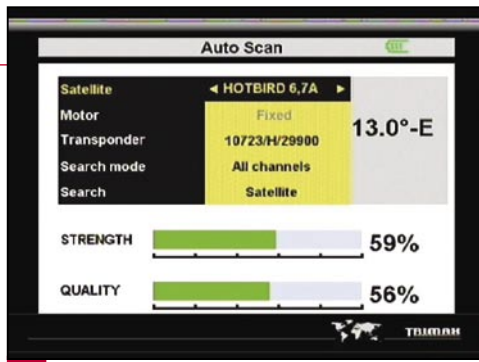 Auto Scan
Satellite ◄ HOTBIRD 6,7A ►
Motor Fixed
13.0°-E
Transponder 10723/H/29900
Search mode All channels
Search Satellite
STRENGTH 59%
QUALITY 56%
TRIMAX